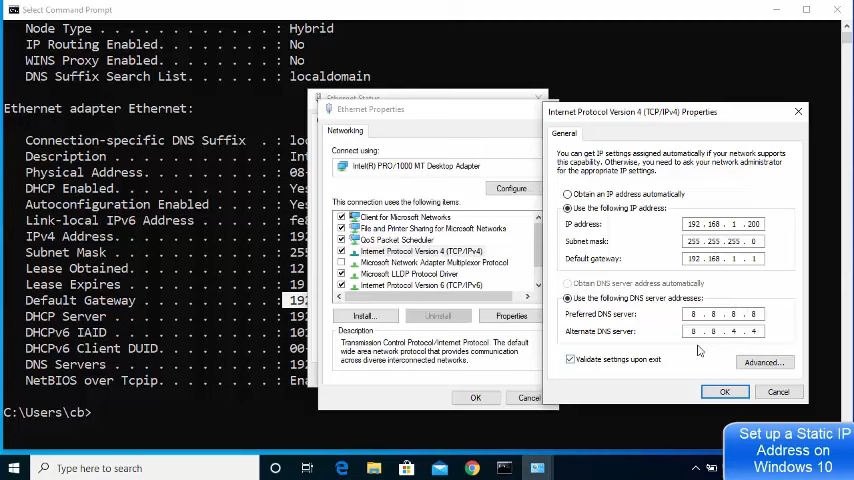 Select Command Prompt
Node Type . . . . . . . . . . . . : Hybrid
IP Routing Enabled. . . . . . . . : No
WINS Proxy Enabled. . . . . . . . : No
DNS Suffix Search List. . . . . . : localdomain
Ethernet adapter Ethernet:
Connection-specific DNS Suffix  . : loc
Description . . . . . . . . . . . : Int
Physical Address. . . . . . . . . : 08-
DHCP Enabled. . . . . . . . . . . : Yes
Autoconfiguration Enabled . . . . : Yes
Link-local IPv6 Address . . . . . : fe8
IPv4 Address. . . . . . . . . . . : 192
Subnet Mask . . . . . . . . . . . : 255
Lease Obtained. . . . . . . . . . : 12
Lease Expires . . . . . . . . . . : 19
Default Gateway . . . . . . . . . : 192
DHCP Server . . . . . . . . . . . : 192
DHCPv6 IAID . . . . . . . . . . . : 101
DHCPv6 Client DUID. . . . . . . . : 00-
DNS Servers . . . . . . . . . . . : 192
NetBIOS over Tcpip. . . . . . . . : Ena
C:\Users\cb>
Ethernet Status
Ethernet Properties
Networking
Connect using:
Intel(R) PRO/1000 MT Desktop Adapter
Configure...
This connection uses the following items:
Client for Microsoft Networks
File and Printer Sharing for Microsoft Networks
QoS Packet Scheduler
Internet Protocol Version 4 (TCP/IPv4)
Microsoft Network Adapter Multiplexor Protocol
Microsoft LLDP Protocol Driver
Internet Protocol Version 6 (TCP/IPv6)
Install...
Uninstall
Properties
Description
Transmission Control Protocol/Internet Protocol. The default
wide area network protocol that provides communication
across diverse interconnected networks.
OK
Cancel
Internet Protocol Version 4 (TCP/IPv4) Properties
General
You can get IP settings assigned automatically if your network supports
this capability. Otherwise, you need to ask your network administrator
for the appropriate IP settings.
Obtain an IP address automatically
Use the following IP address:
IP address: 192 . 168 . 1 . 200
Subnet mask: 255 . 255 . 255 . 0
Default gateway: 192 . 168 . 1 . 1
Obtain DNS server address automatically
Use the following DNS server addresses:
Preferred DNS server: 8 . 8 . 8 . 8
Alternate DNS server: 8 . 8 . 4 . 4
Validate settings upon exit
Advanced...
OK
Cancel
Set up a Static IP
Address on
Windows 10
Type here to search